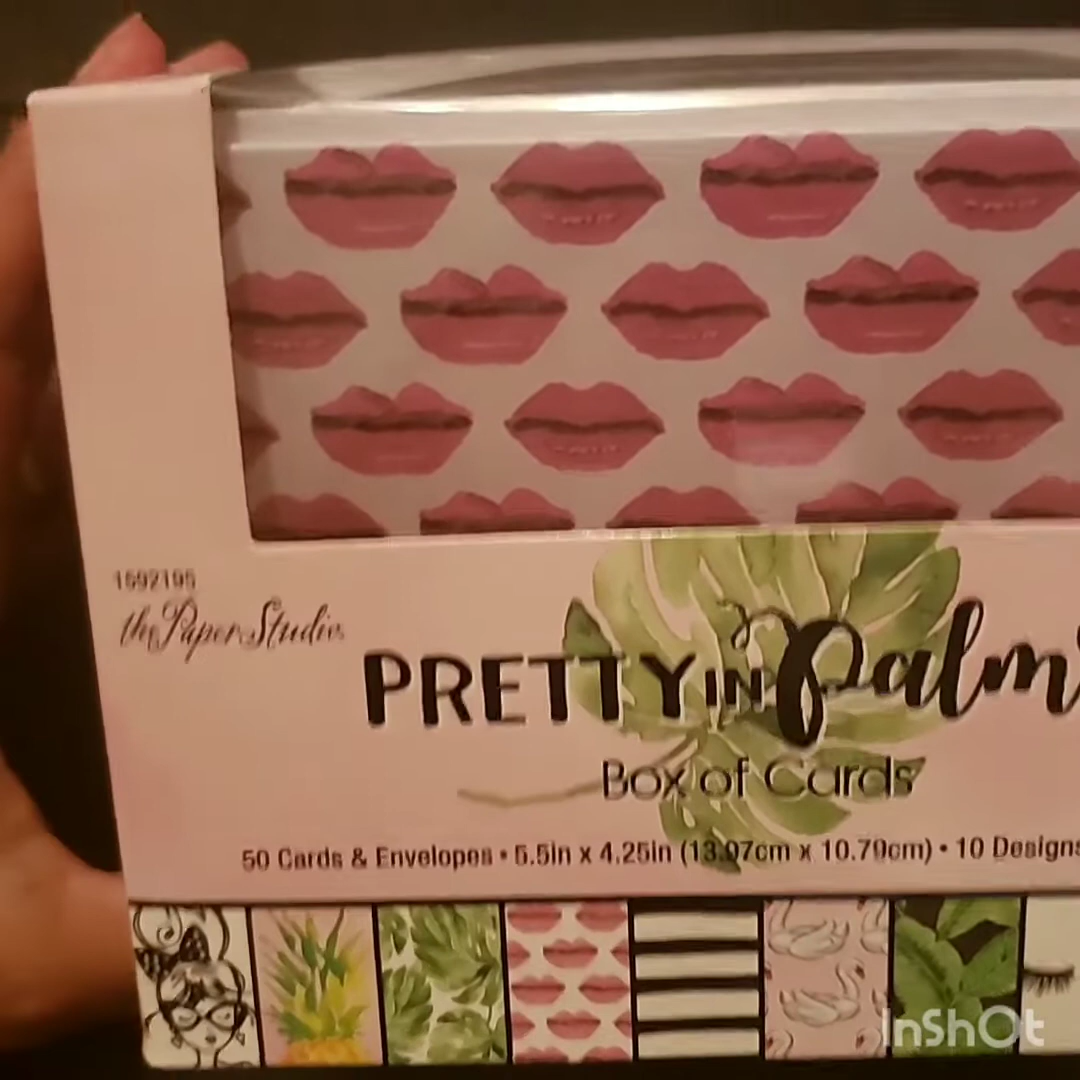 1592195
the Paper Studio
PRETTY IN Palm
Box of Cards
50 Cards & Envelopes • 5.5in x 4.25in (13.97cm x 10.79cm) • 10 Designs
InShOt